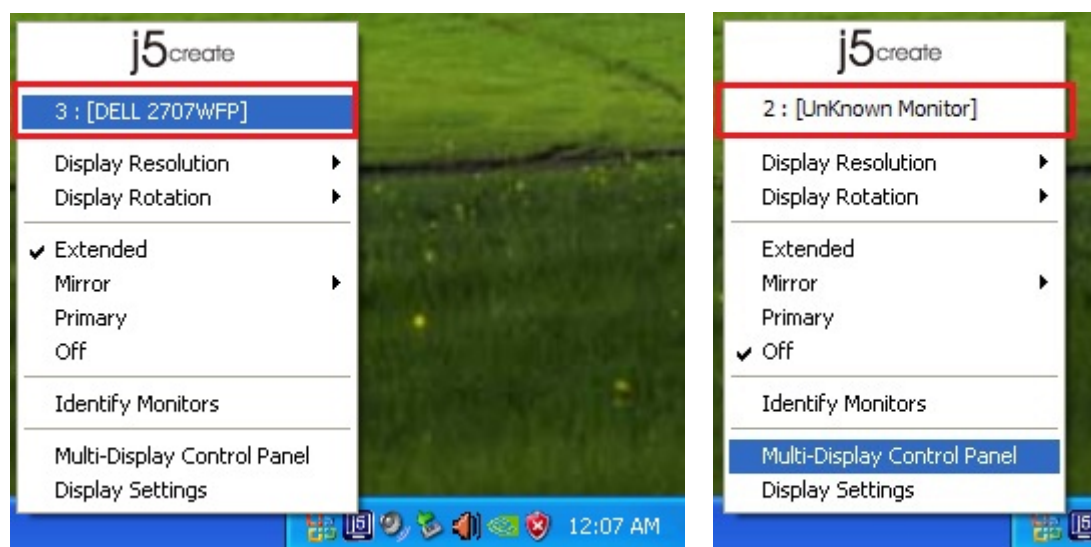 j5create
3 : [DELL 2707WFP]
Display Resolution
Display Rotation
Extended
Mirror
Primary
Off
Identify Monitors
Multi-Display Control Panel
Display Settings
12:07 AM
j5create
2 : [UnKnown Monitor]
Display Resolution
Display Rotation
Extended
Mirror
Primary
Off
Identify Monitors
Multi-Display Control Panel
Display Settings